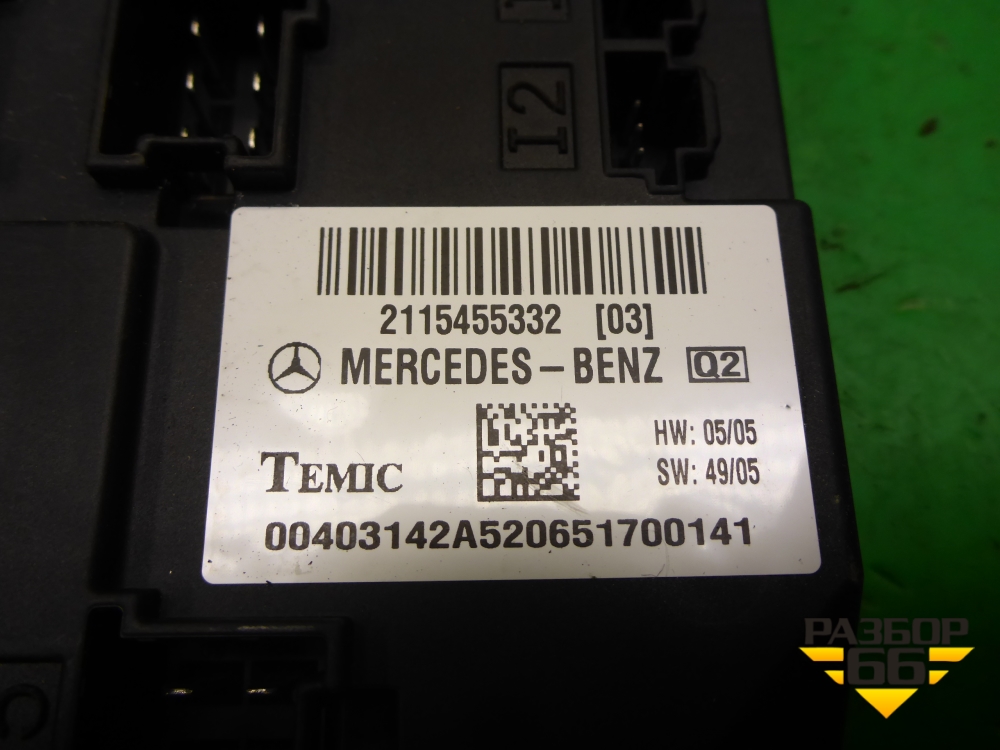 I2
2115455332 [03]
MERCEDES-BENZ Q2
HW: 05/05
TEMIC
SW: 49/05
00403142A520651700141
C
РАЗБОР
66